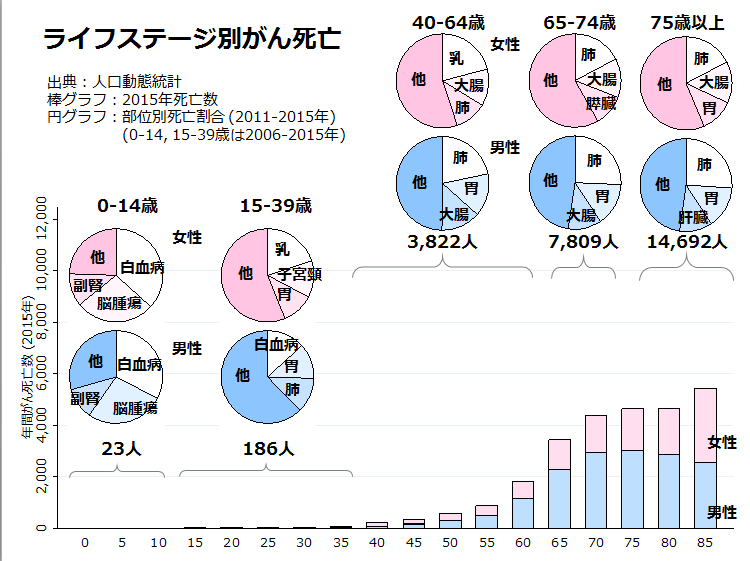 ライフステージ別がん死亡
出典：人口動態統計
棒グラフ：2015年死亡数
円グラフ：部位別死亡割合 (2011-2015年)
(0-14, 15-39歳は2006-2015年)
40-64歳
65-74歳
75歳以上
女性
乳
大腸
肺
他
肺
大腸
膵臓
他
肺
大腸
胃
他
男性
肺
胃
大腸
他
肺
胃
大腸
他
肺
胃
肝臓
他
3,822人
7,809人
14,692人
0-14歳
15-39歳
女性
白血病
脳腫瘍
副腎
他
乳
子宮頸
胃
他
男性
白血病
脳腫瘍
副腎
他
白血病
胃
肺
他
23人
186人
年間がん死亡数 (2015年)
12,000
10,000
8,000
6,000
4,000
2,000
0
女性
男性
0 5 10 15 20 25 30 35 40 45 50 55 60 65 70 75 80 85